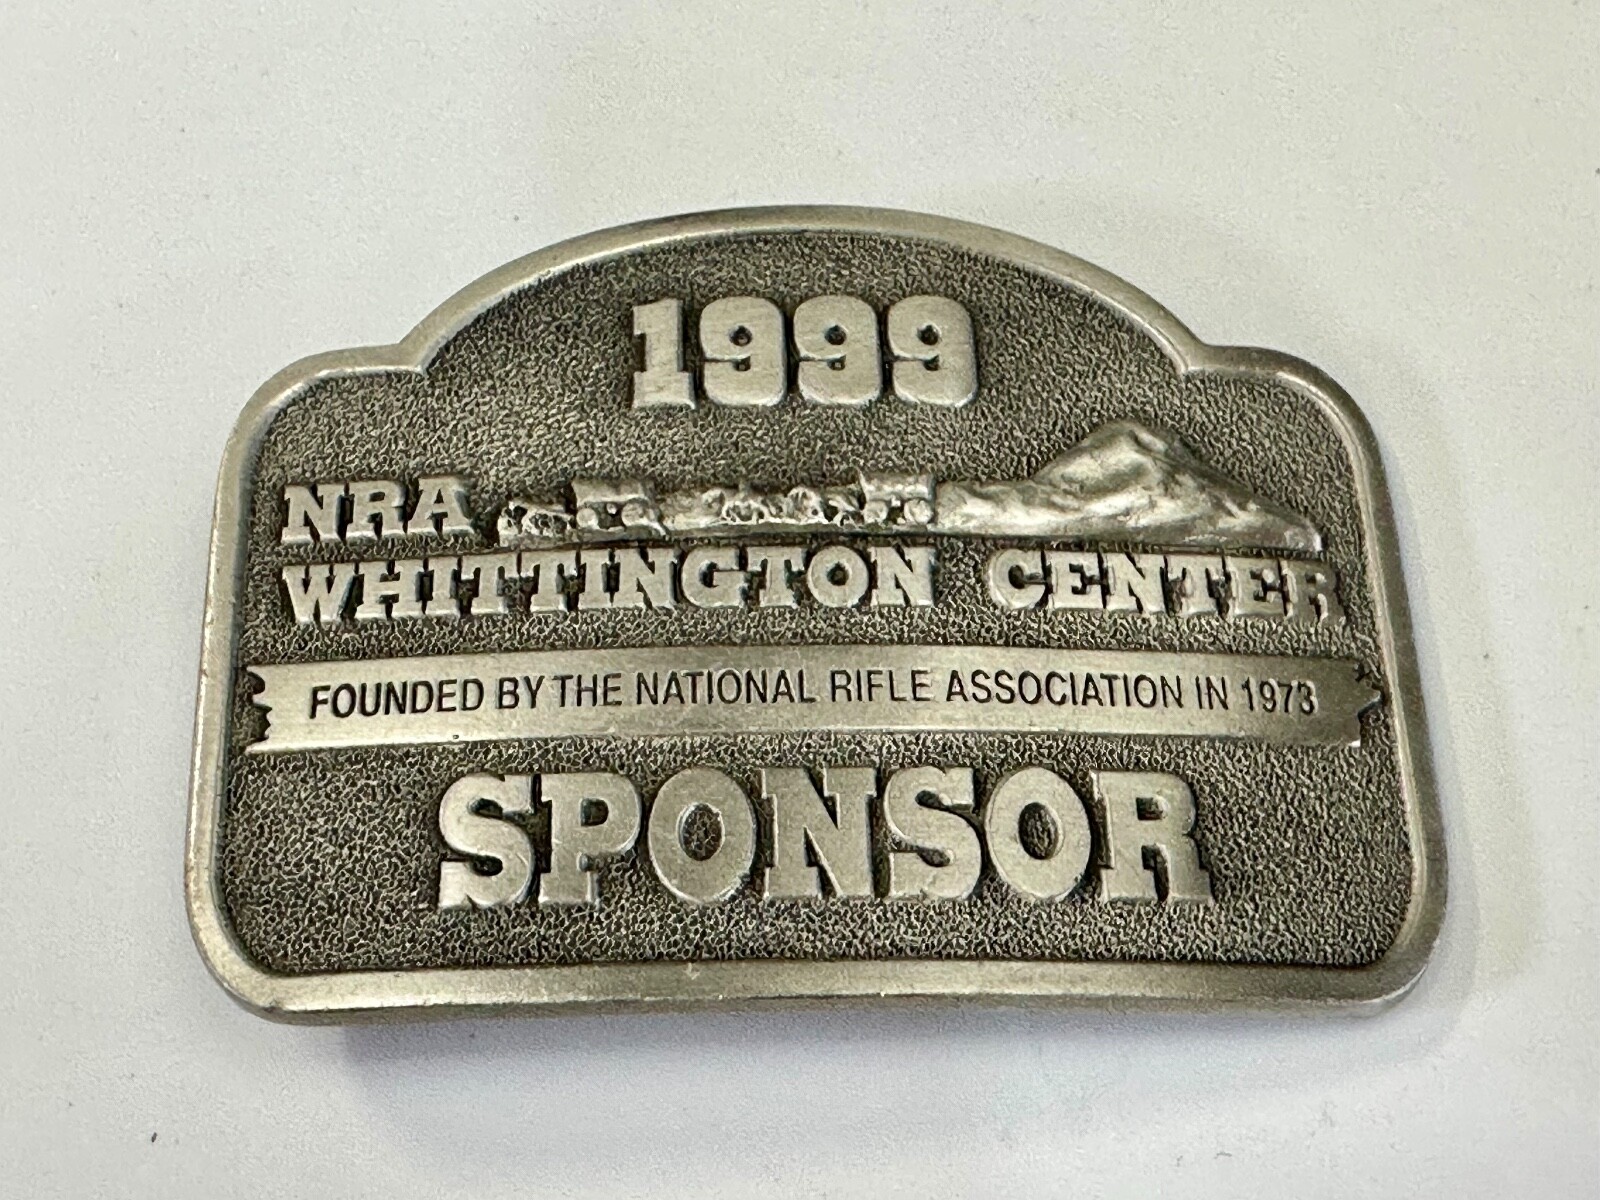 1999
NRA
WHITTINGTON CENTER
FOUNDED BY THE NATIONAL RIFLE ASSOCIATION IN 1973
SPONSOR